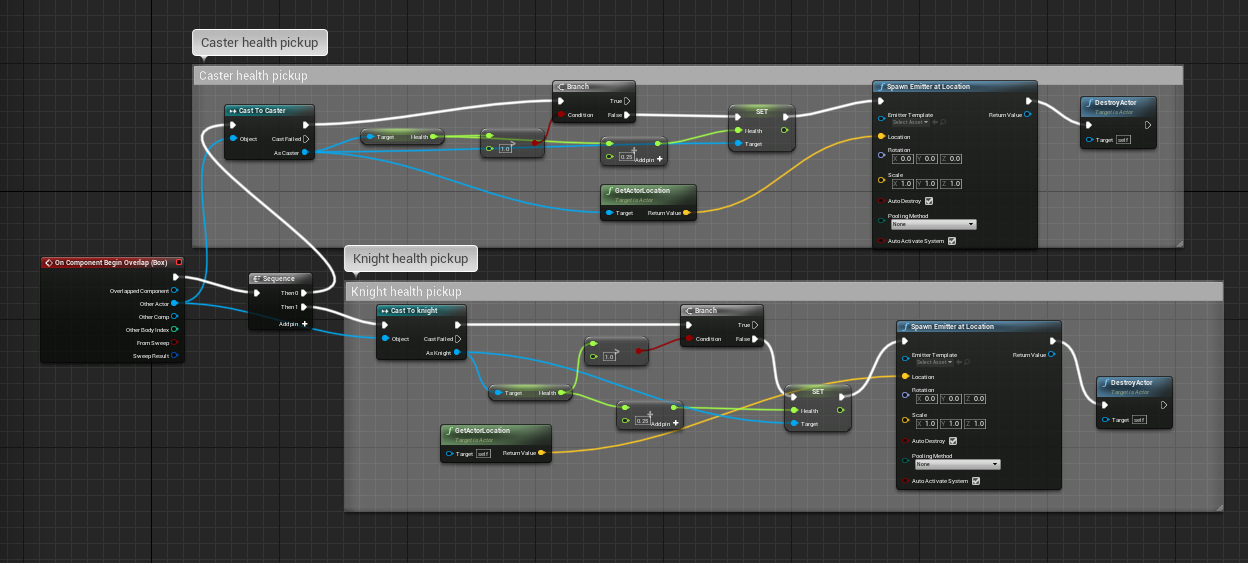 Caster health pickup
Caster health pickup
Cast To Caster
Object
Cast Failed
As Caster
Target
Health
>
1.0
Branch
Condition
True
False
+
0.25
Add pin +
SET
Health
Target
GetActorLocation
Target is Actor
Target
Return Value
Spawn Emitter at Location
Emitter Template
Select Asset
Return Value
Location
Rotation
X 0.0 Y 0.0 Z 0.0
Scale
X 1.0 Y 1.0 Z 1.0
Auto Destroy
Pooling Method
None
Auto Activate System
DestroyActor
Target is Actor
Target self
On Component Begin Overlap (Box)
Overlapped Component
Other Actor
Other Comp
Other Body Index
From Sweep
Sweep Result
Sequence
Then 0
Then 1
Add pin +
Knight health pickup
Knight health pickup
Cast To knight
Object
Cast Failed
As Knight
Target
Health
>
1.0
Branch
Condition
True
False
+
0.25
Add pin +
SET
Health
Target
GetActorLocation
Target is Actor
Target self
Return Value
Spawn Emitter at Location
Emitter Template
Select Asset
Return Value
Location
Rotation
X 0.0 Y 0.0 Z 0.0
Scale
X 1.0 Y 1.0 Z 1.0
Auto Destroy
Pooling Method
None
Auto Activate System
DestroyActor
Target is Actor
Target self